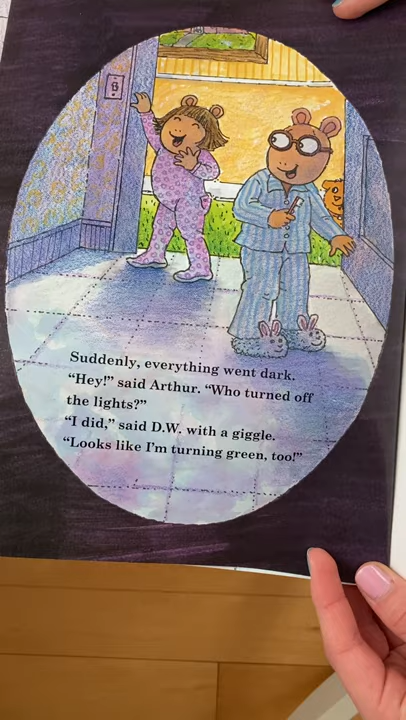 Suddenly, everything went dark.
“Hey!” said Arthur. “Who turned off
the lights?”
“I did,” said D.W. with a giggle.
“Looks like I’m turning green, too!”